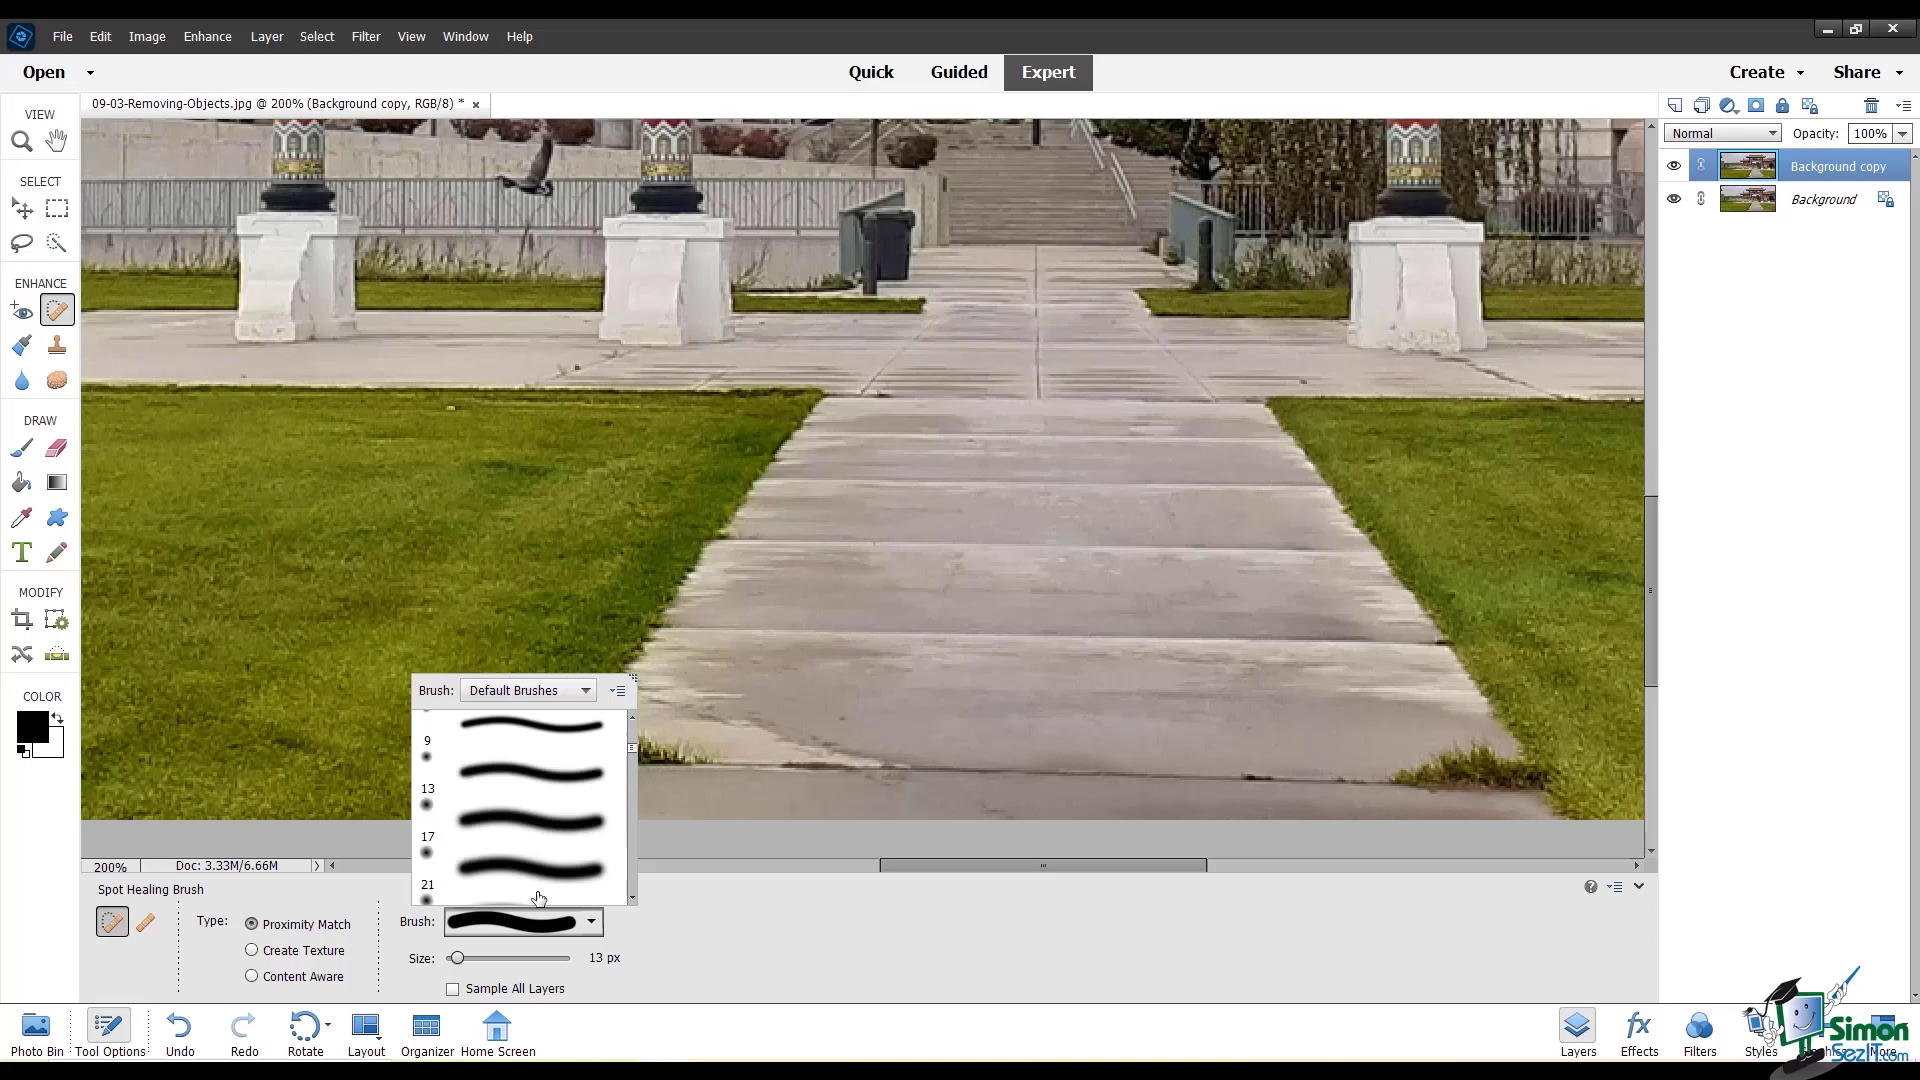 File Edit Image Enhance Layer Select Filter View Window Help
Open Quick Guided Expert Create Share
09-03-Removing-Objects.jpg @ 200% (Background copy, RGB/8) *
VIEW
SELECT
ENHANCE
DRAW
MODIFY
COLOR
Normal Opacity: 100%
Background copy
Background
Brush: Default Brushes
9
13
17
21
200% Doc: 3.33M/6.66M
Spot Healing Brush
Type: Proximity Match
Create Texture
Content Aware
Brush:
Size: 13 px
Sample All Layers
Photo Bin Tool Options Undo Redo Rotate Layout Organizer Home Screen
Layers Effects Filters Styles More
Simon
SezIT.com